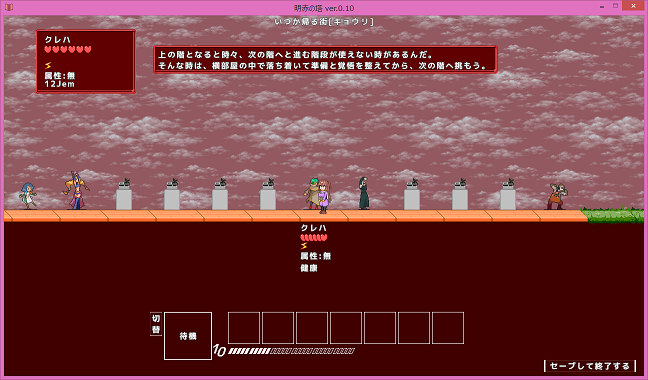 明赤の塔 ver.0.10
いつか帰る街[キョウリ]
クレハ
属性:無
12Jem
上の階となると時々、次の階へと進む階段が使えない時があるんだ。
そんな時は、横部屋の中で落ち着いて準備と覚悟を整えてから、次の階へ挑もう。
クレハ
属性:無
健康
切替
待機
10
セーブして終了する